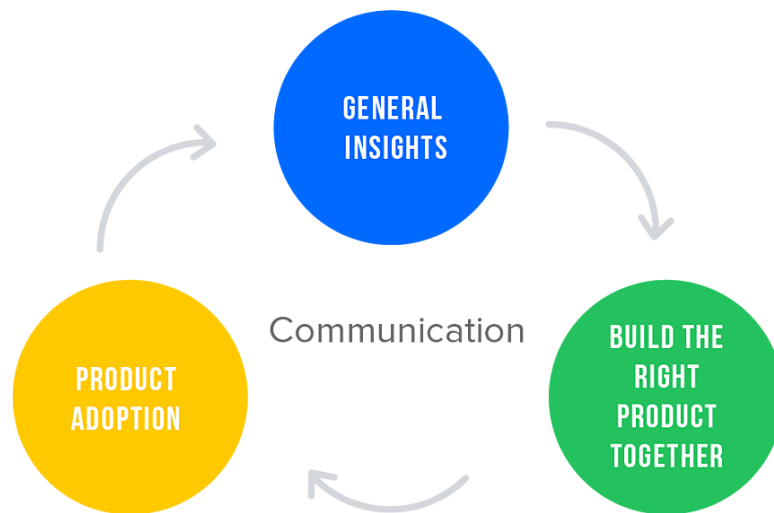 GENERAL
INSIGHTS
Communication
PRODUCT
ADOPTION
BUILD THE
RIGHT
PRODUCT
TOGETHER